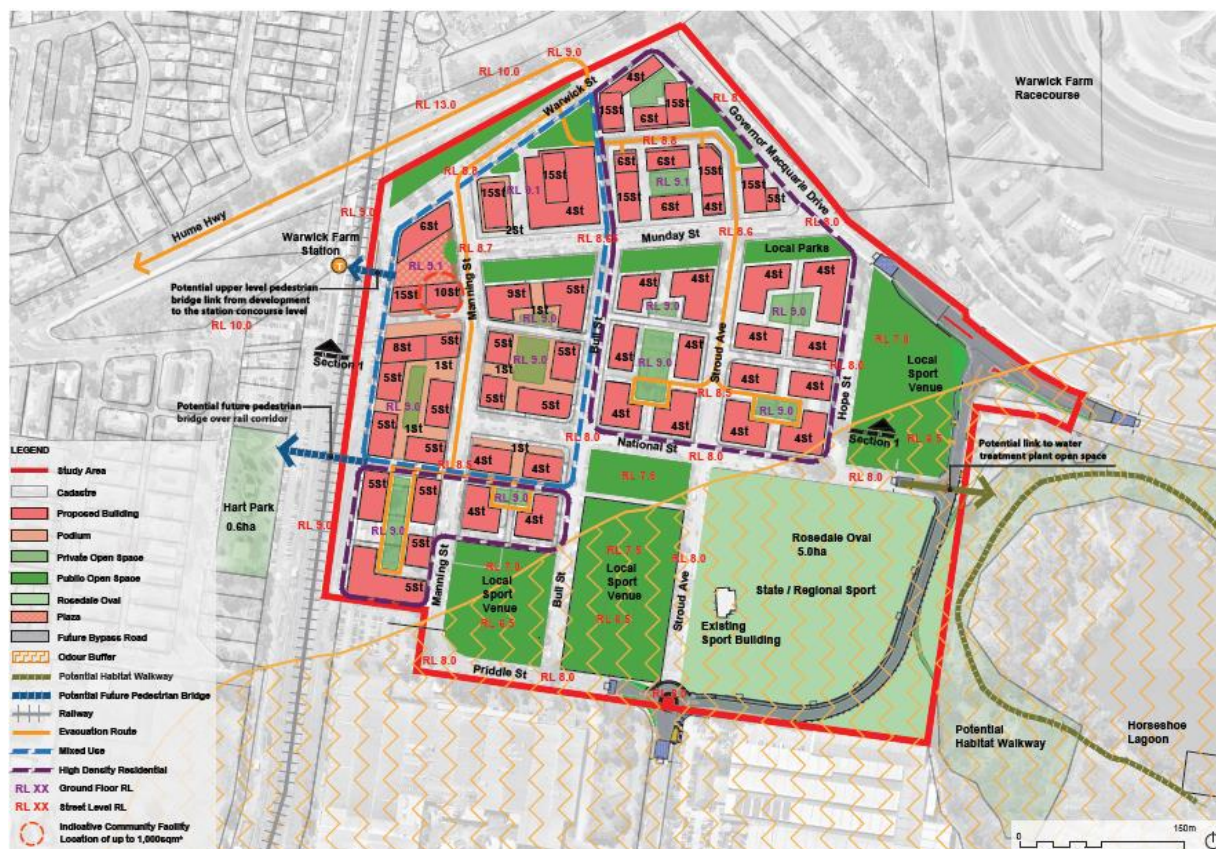 RL 9.0
RL 10.0
RL 13.0
Warwick St
4St
RL 8.
Warwick Farm
Racecourse
15St
15St
6St
Governor Macquarie Drive
RL 8.8
6St
6St
15St
RL 8.8
RL 9.1
15St
15St
RL 9.1
15St
15St
6St
4St
5St
4St
2St
RL 9.0
Hume Hwy
6St
RL 8.0
Warwick Farm
Station
RL 8.7
RL 8.6
Munday St
Local Parks
RL 9.1
Potential upper level pedestrian
bridge link from development
to the station concourse level
15St
10St
Manning St
9St
5St
1St
RL 9.0
4St
4St
RL 9.0
4St
4St
RL 9.0
RL 10.0
Section 1
8St
5St
1St
5St
RL 9.0
5St
1St
5St
5St
Bull St
4St
4St
RL 9.0
Stroud Ave
4St
4St
RL 8.0
Hope St
Local
Sport
Venue
5St
5St
RL 9.0
1St
5St
5St
4St
4St
RL 8.5
4St
4St
RL 9.0
4St
4St
Section 1
RL 6.5
Potential future pedestrian
bridge over rail corridor
1St
4St
4St
RL 8.0
National St
RL 8.0
RL 8.0
Potential link to water
treatment plant open space
5St
5St
RL 9.0
4St
RL 9.0
4St
Hart Park
0.6ha
RL 9.0
5St
5St
Manning St
Local
Sport
Venue
RL 6.5
Bull St
RL 7.5
Local
Sport
Venue
RL 6.5
RL 8.0
Stroud Ave
Rosedale Oval
5.0ha
State / Regional Sport
Existing
Sport Building
RL 8.0
Priddle St
RL 8.0
Potential
Habitat Walkway
Horseshoe
Lagoon
LEGEND
Study Area
Cadastre
Proposed Building
Podium
Private Open Space
Public Open Space
Rosedale Oval
Plaza
Future Bypass Road
Odour Buffer
Potential Habitat Walkway
Potential Future Pedestrian Bridge
Railway
Evacuation Route
Mixed Use
High Density Residential
RL XX Ground Floor RL
RL XX Street Level RL
Indicative Community Facility
Location of up to 1,000sqm*
0
150m